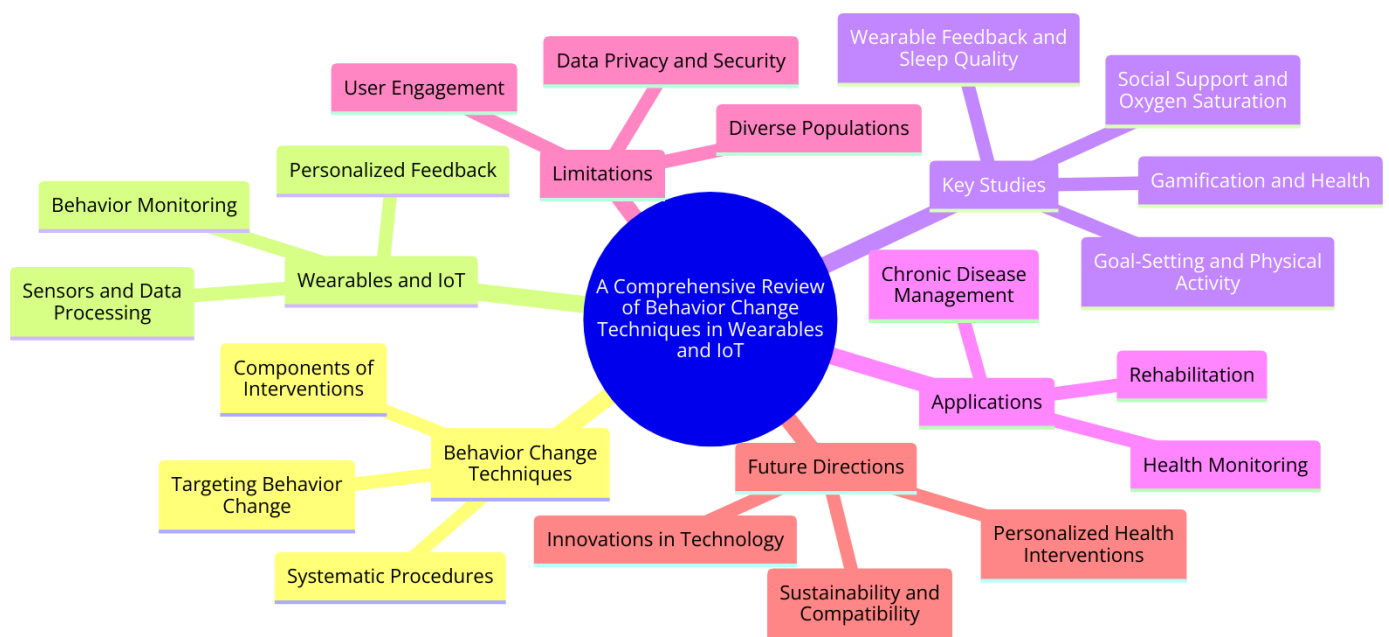 A Comprehensive Review
of Behavior Change
Techniques in Wearables
and IoT
Limitations
User Engagement
Data Privacy and Security
Diverse Populations
Key Studies
Wearable Feedback and
Sleep Quality
Social Support and
Oxygen Saturation
Gamification and Health
Goal-Setting and Physical
Activity
Wearables and IoT
Personalized Feedback
Behavior Monitoring
Sensors and Data
Processing
Behavior Change
Techniques
Components of
Interventions
Targeting Behavior
Change
Systematic Procedures
Applications
Chronic Disease
Management
Rehabilitation
Health Monitoring
Future Directions
Innovations in Technology
Sustainability and
Compatibility
Personalized Health
Interventions